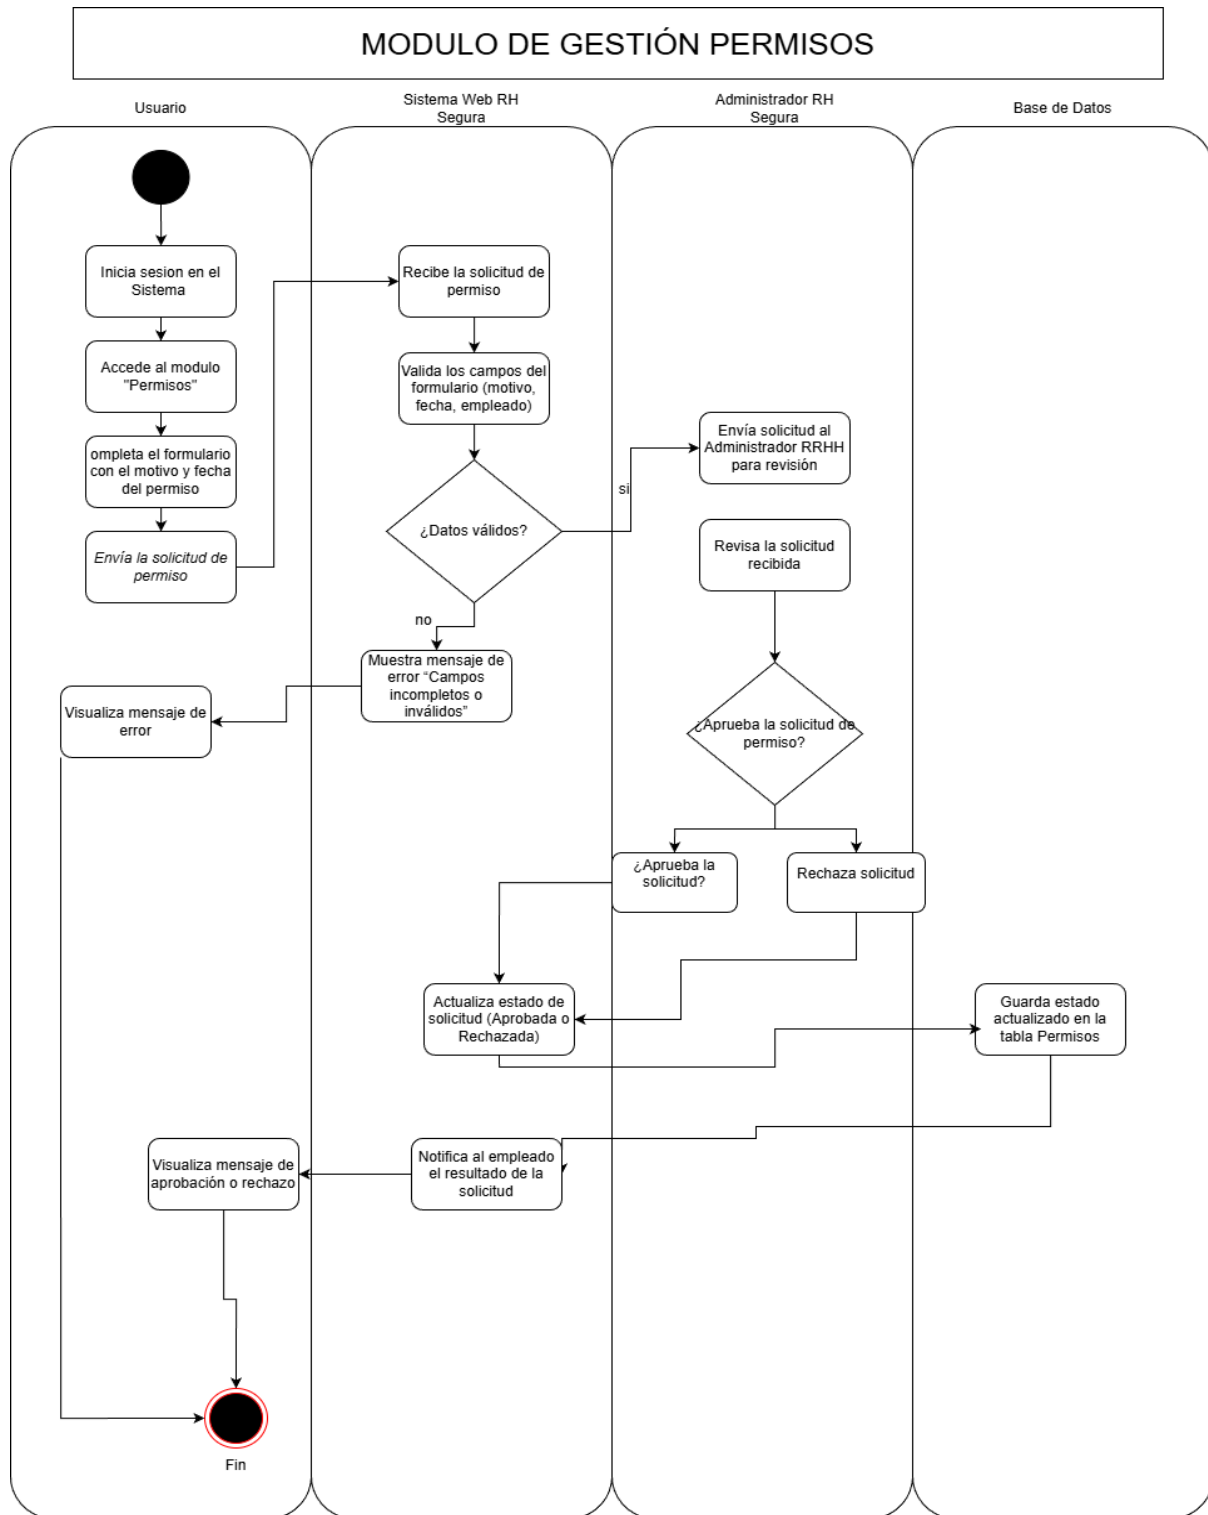 MODULO DE GESTIÓN PERMISOS
Usuario
Sistema Web RH
Segura
Administrador RH
Segura
Base de Datos
Inicia sesion en el
Sistema
Recibe la solicitud de
permiso
Accede al modulo
"Permisos"
Valida los campos del
formulario (motivo,
fecha, empleado)
ompleta el formulario
con el motivo y fecha
del permiso
Envía solicitud al
Administrador RRHH
para revisión
si
¿Datos válidos?
Envía la solicitud de
permiso
Revisa la solicitud
recibida
no
Muestra mensaje de
error “Campos
incompletos o
inválidos”
Visualiza mensaje de
error
¿Aprueba la solicitud de
permiso?
¿Aprueba la
solicitud?
Rechaza solicitud
Actualiza estado de
solicitud (Aprobada o
Rechazada)
Guarda estado
actualizado en la
tabla Permisos
Visualiza mensaje de
aprobación o rechazo
Notifica al empleado
el resultado de la
solicitud
Fin